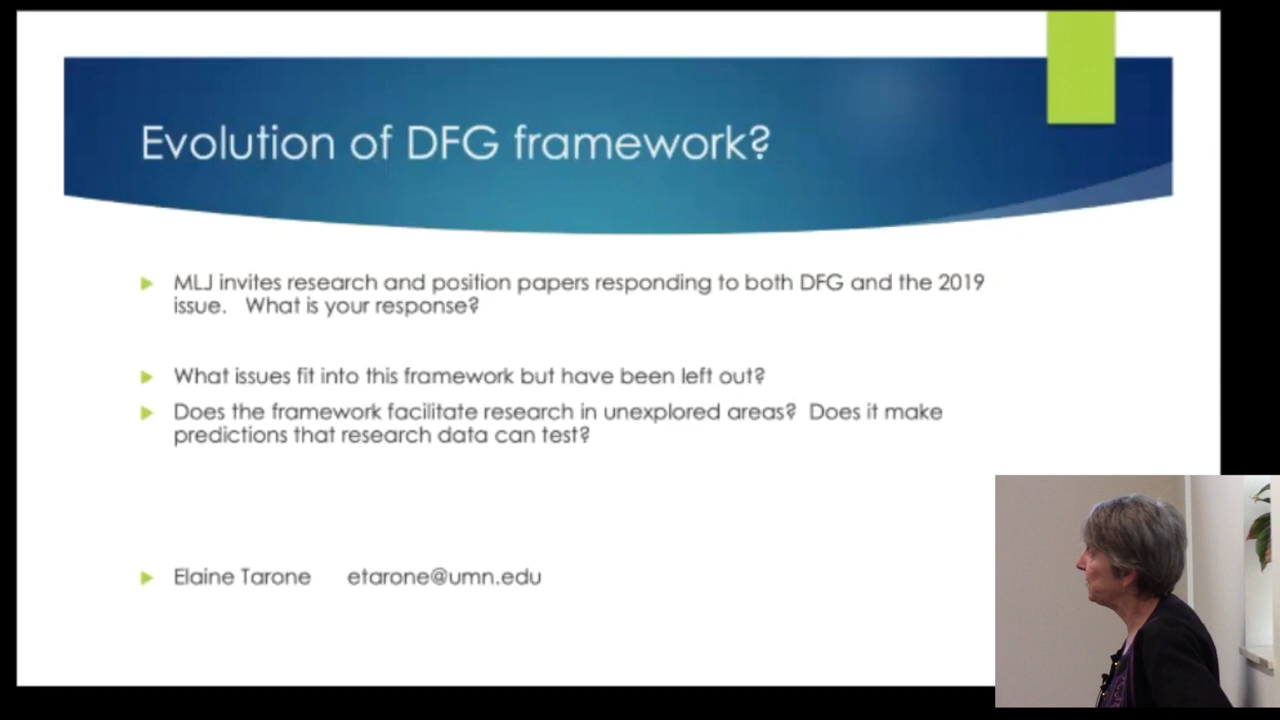 Evolution of DFG framework?
MLJ invites research and position papers responding to both DFG and the 2019
issue. What is your response?
What issues fit into this framework but have been left out?
Does the framework facilitate research in unexplored areas? Does it make
predictions that research data can test?
Elaine Tarone etarone@umn.edu